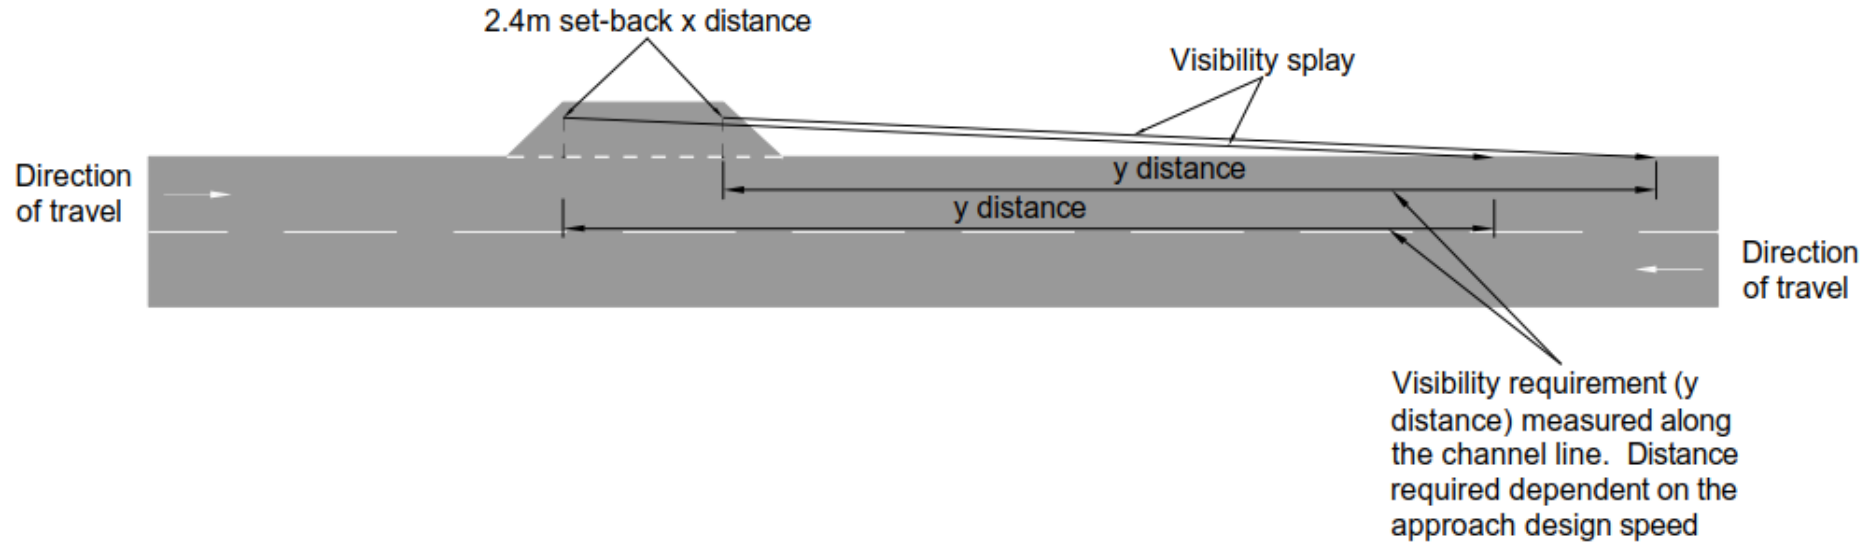 2.4m set-back x distance
Visibility splay
Direction
of travel
y distance
y distance
Direction
of travel
Visibility requirement (y
distance) measured along
the channel line. Distance
required dependent on the
approach design speed